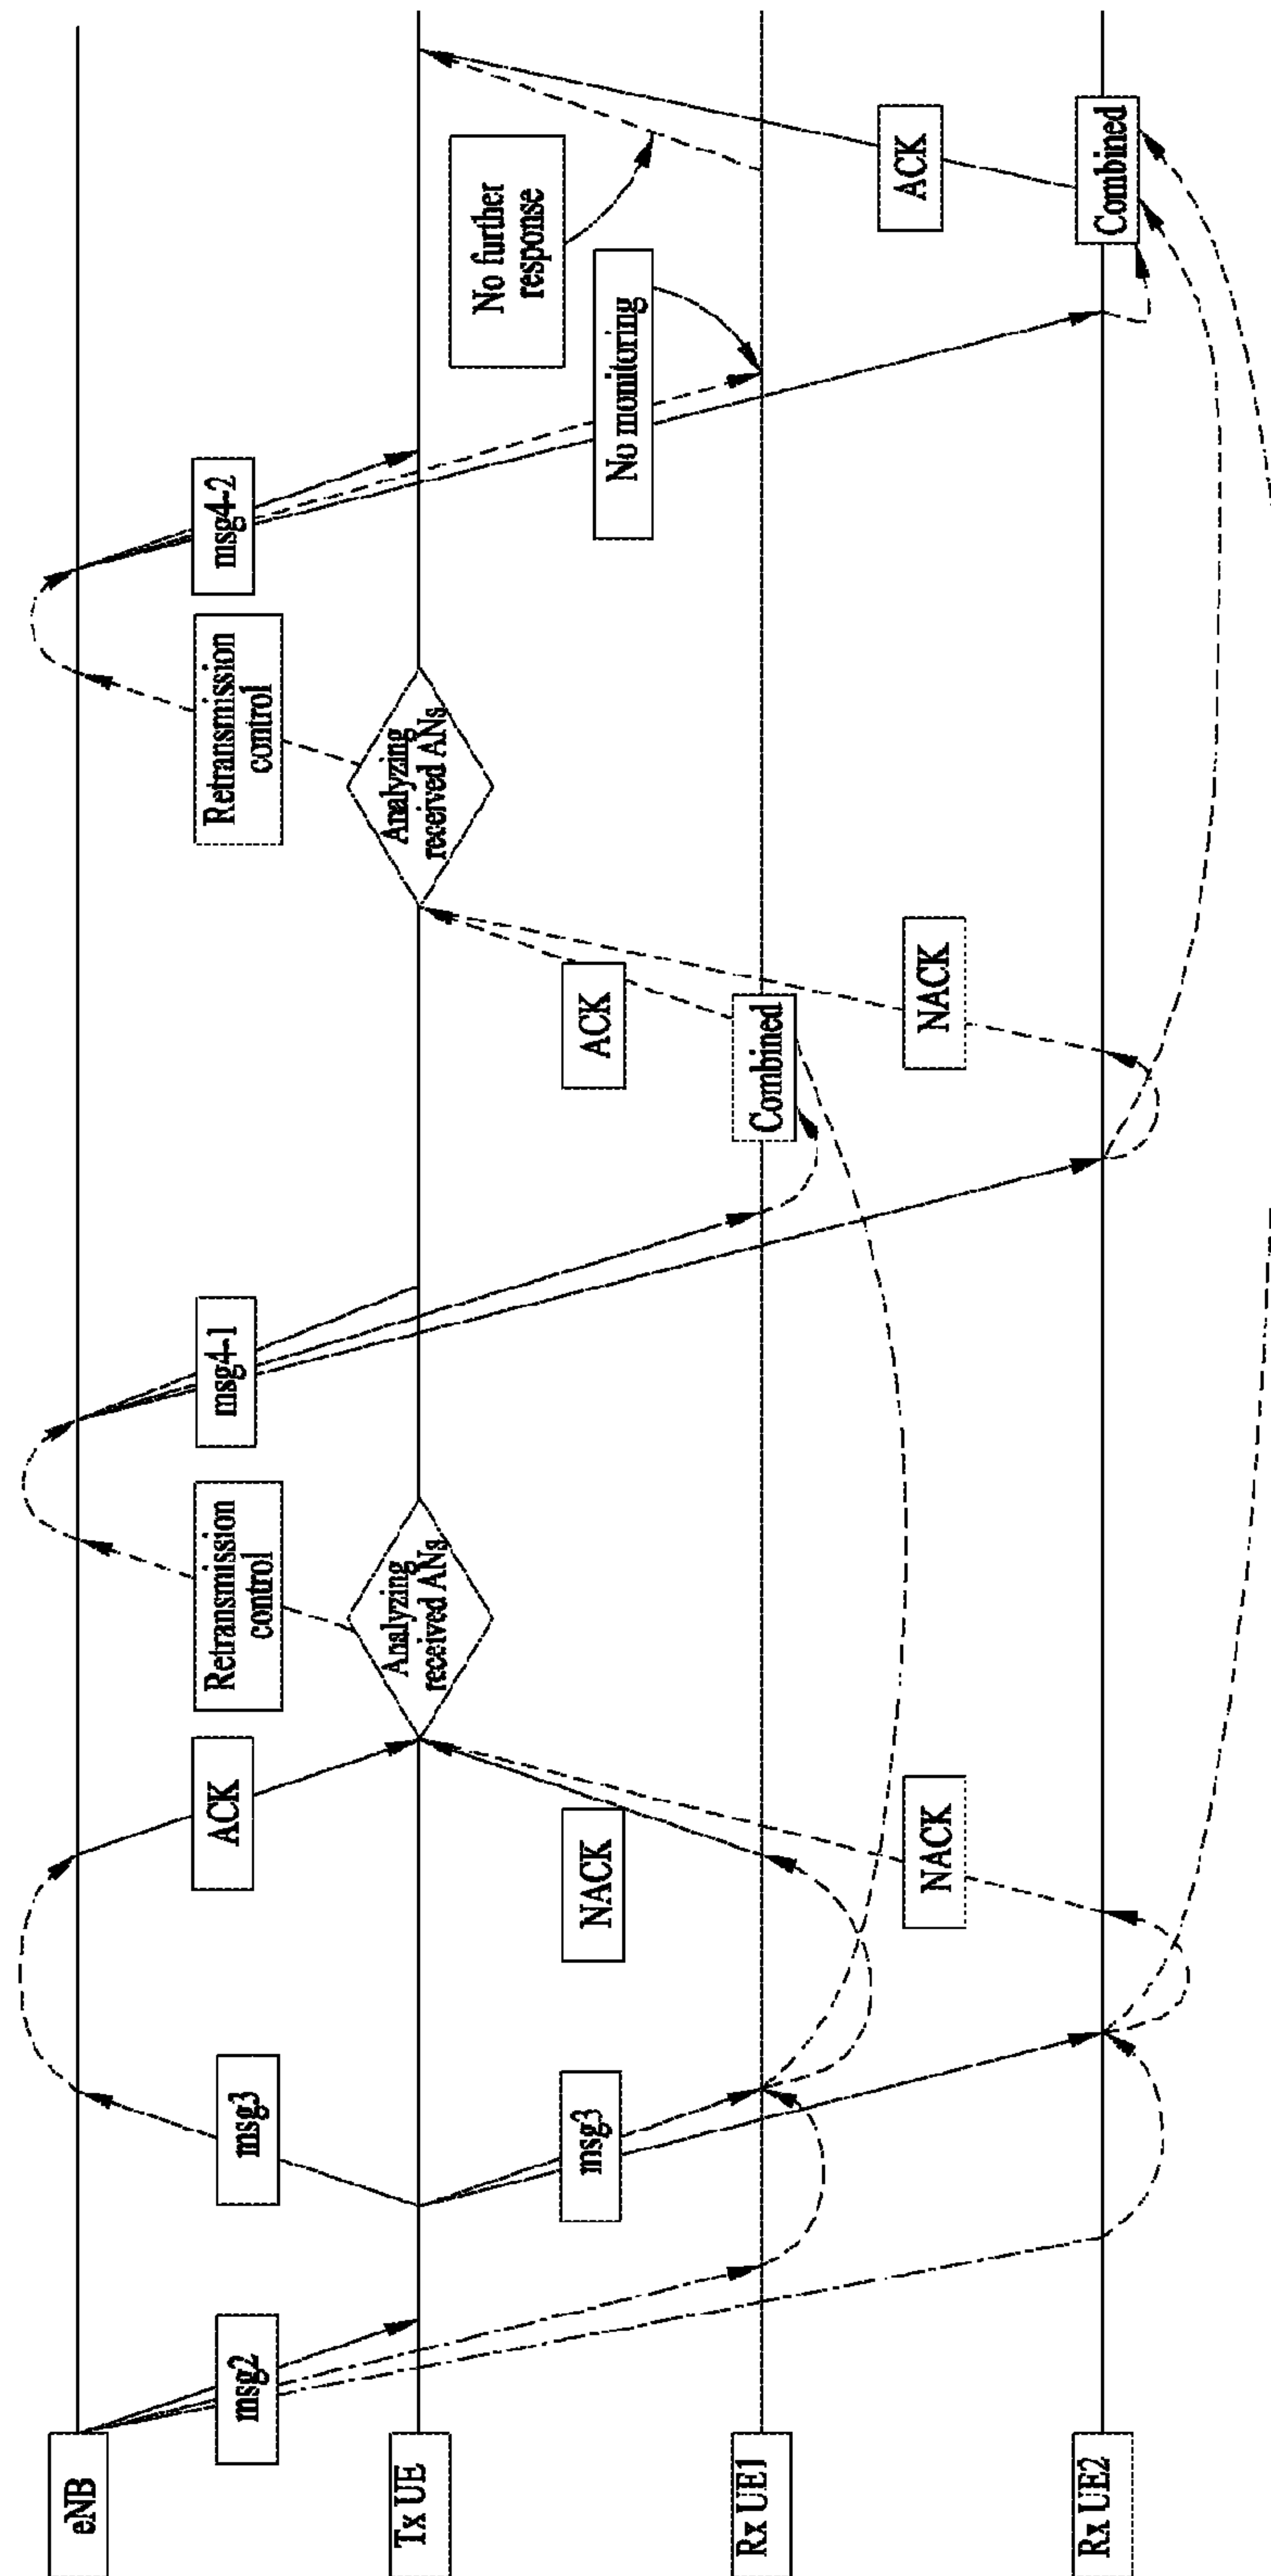 eNB
Tx UE
Rx UE1
Rx UE2
msg2
msg3
msg3
ACK
NACK
NACK
Analyzing
received ANs
Retransmission
control
msg4-1
Combined
ACK
NACK
Analyzing
received ANs
Retransmission
control
msg4-2
No monitoring
No further
response
ACK
Combined